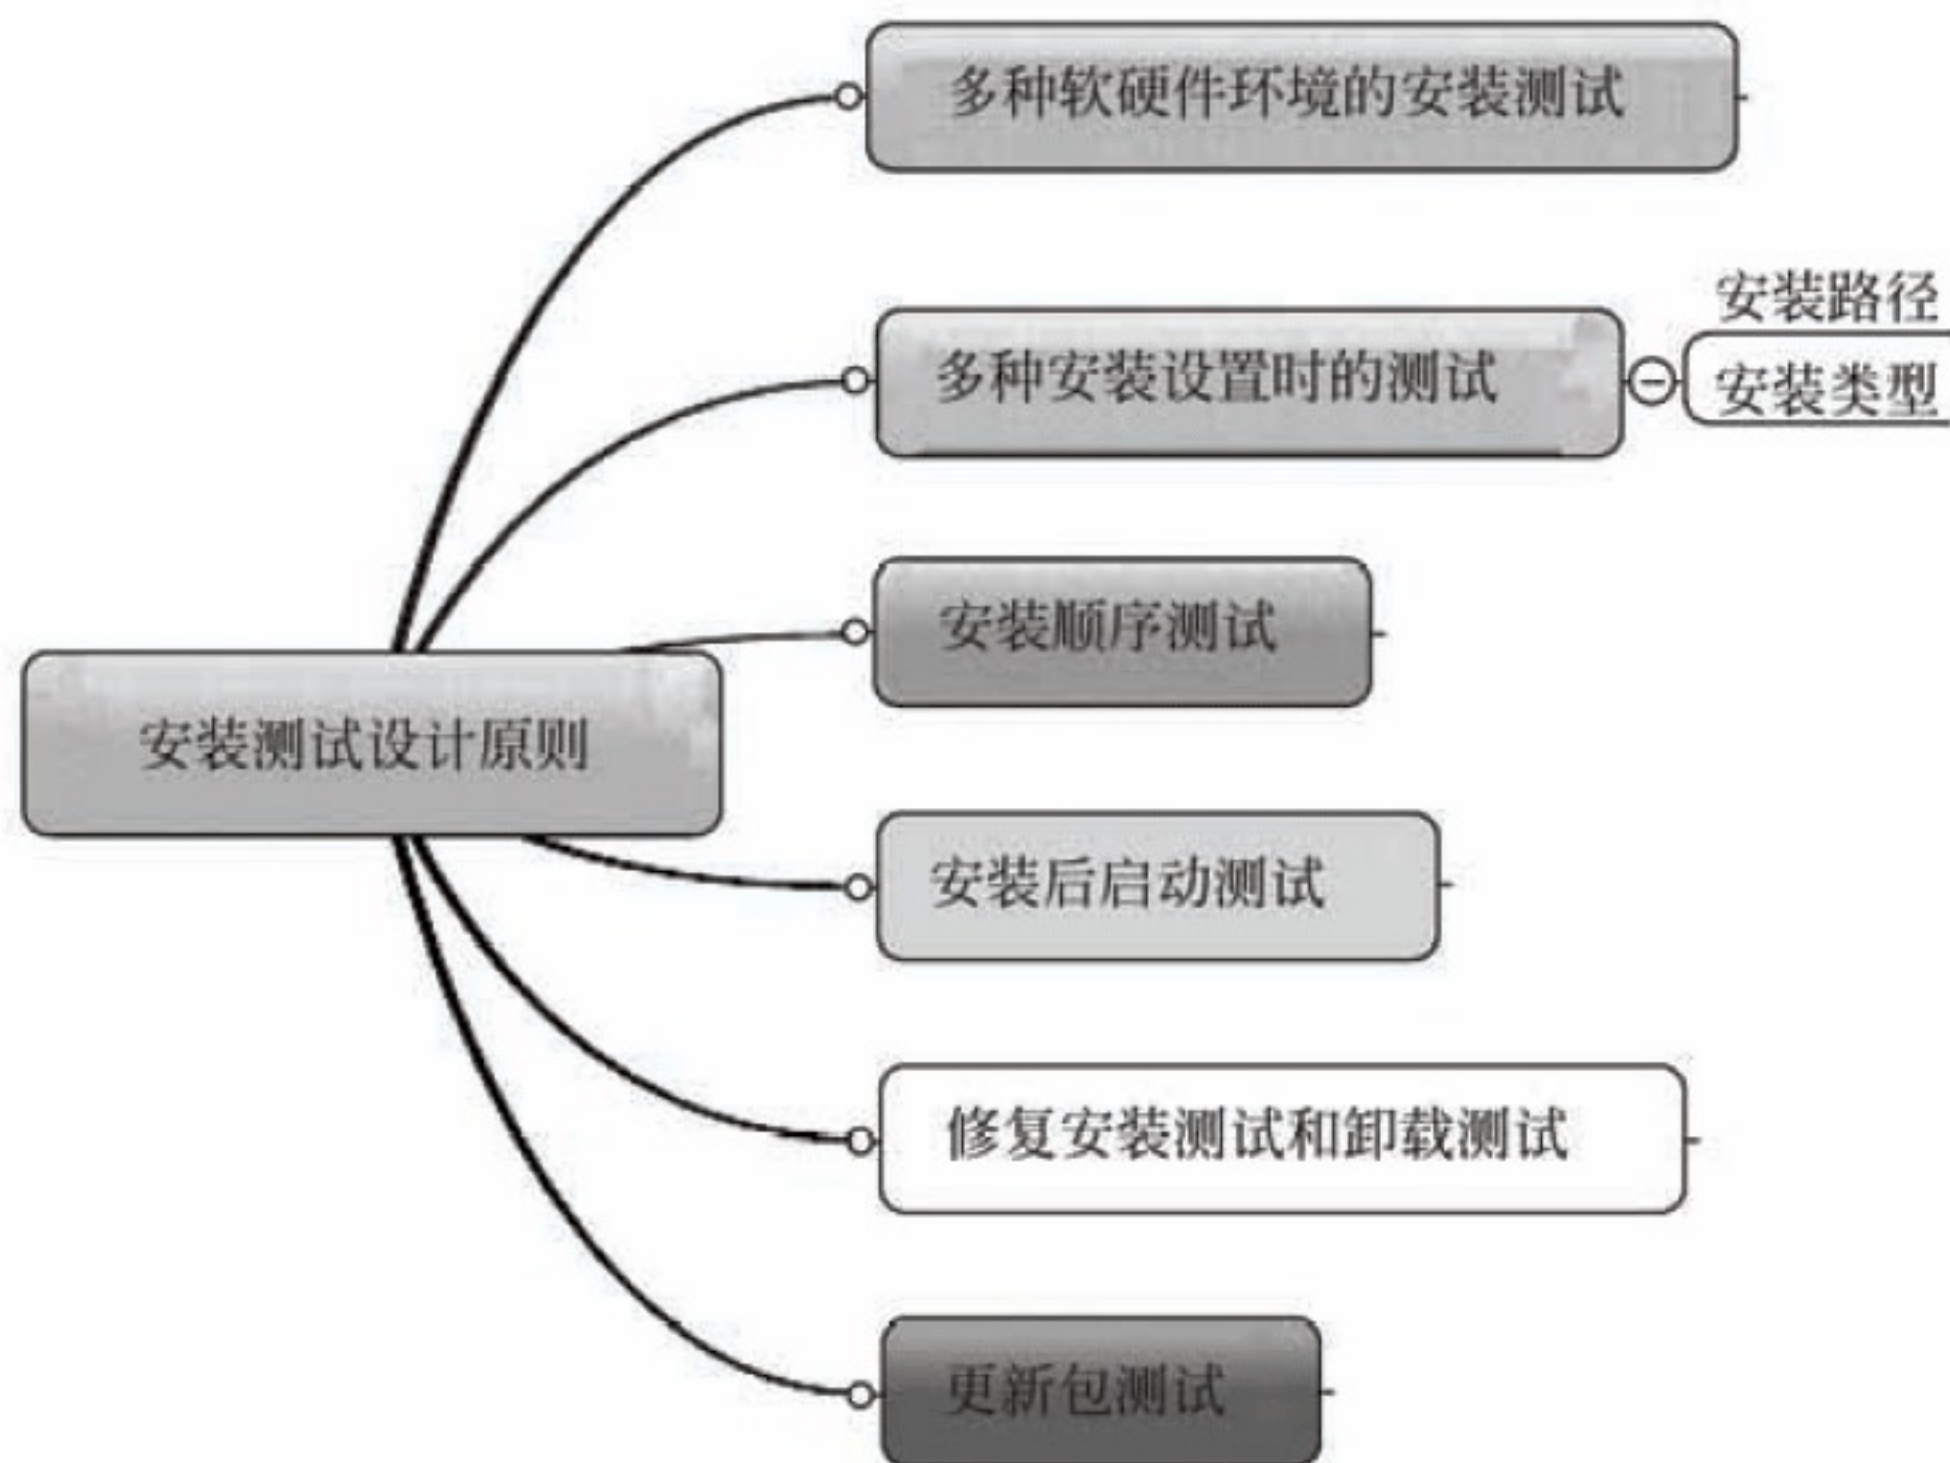 多种软硬件环境的安装测试
安装路径
多种安装设置时的测试
安装类型
安装顺序测试
安装测试设计原则
安装后启动测试
修复安装测试和卸载测试
更新包测试